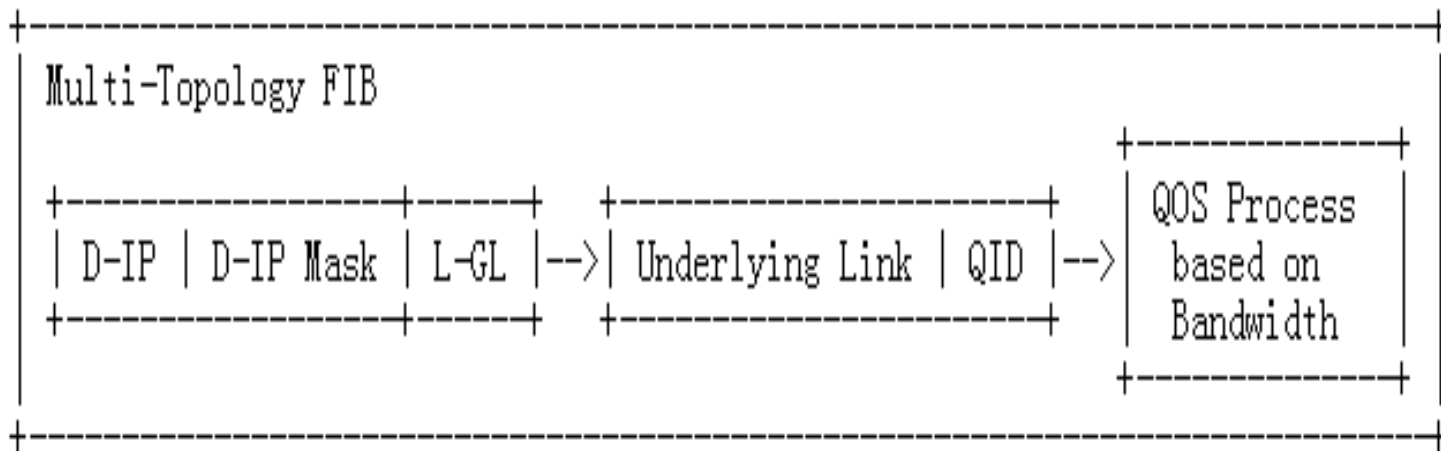 Multi-Topology FIB
QOS Process
| D-IP | D-IP Mask | L-GL |-->| Underlying Link | QID |--> based on
Bandwidth